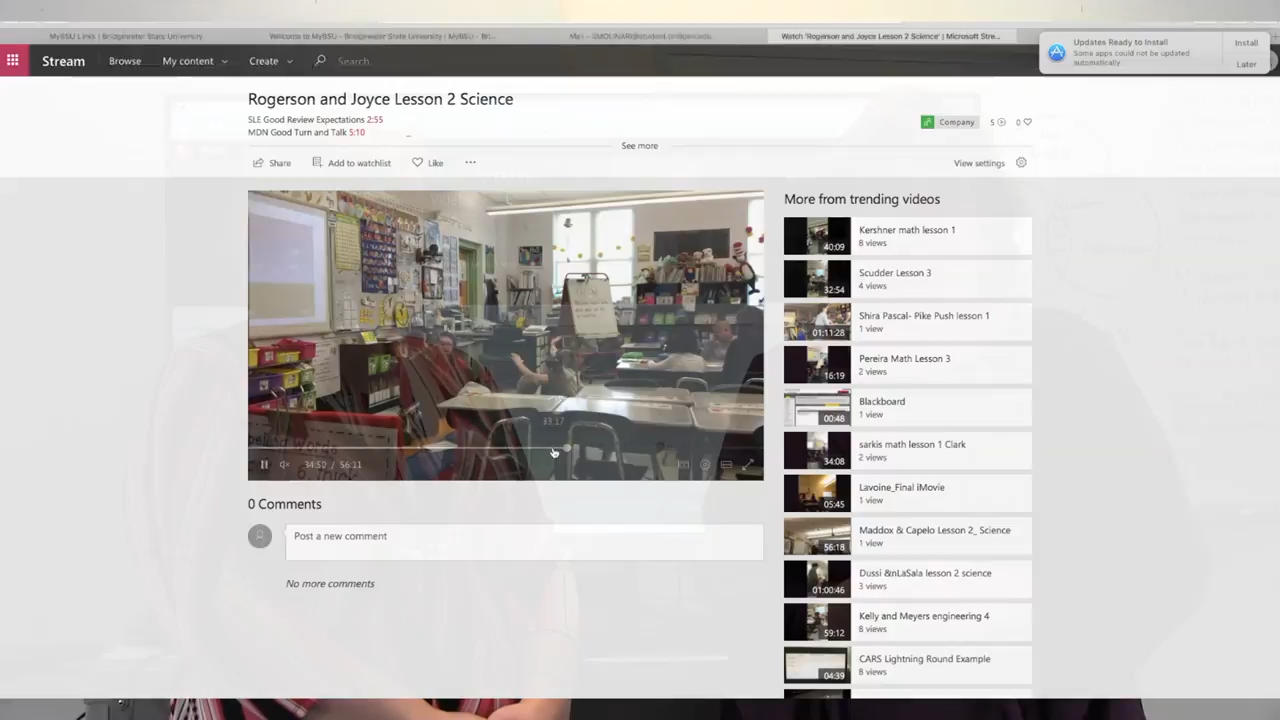 MyBSU Links | Bridgewater State University
Welcome to MyBSU - Bridgewater State University | MyBSU - Bri...
Watch 'Rogerson and Joyce Lesson 2 Science' | Microsoft Stre...
Updates Ready to Install
Some apps could not be updated
automatically
Install
Later
Stream
Browse
My content
Create
Search
Rogerson and Joyce Lesson 2 Science
SLE Good Review Expectations 2:55
MDN Good Turn and Talk 5:10
Company
5
0
See more
Share
Add to watchlist
Like
View settings
33:17
34:50 / 56:11
0 Comments
Post a new comment
No more comments
More from trending videos
Kershner math lesson 1
8 views
40:09
Scudder Lesson 3
4 views
32:54
Shira Pascal- Pike Push lesson 1
1 view
01:11:28
Pereira Math Lesson 3
2 views
16:19
Blackboard
1 view
00:48
sarkis math lesson 1 Clark
2 views
34:08
Lavoine_Final iMovie
1 view
05:45
Maddox & Capelo Lesson 2_ Science
1 view
56:18
Dussi &nLaSala lesson 2 science
3 views
01:00:46
Kelly and Meyers engineering 4
8 views
59:12
CARS Lightning Round Example
8 views
04:39